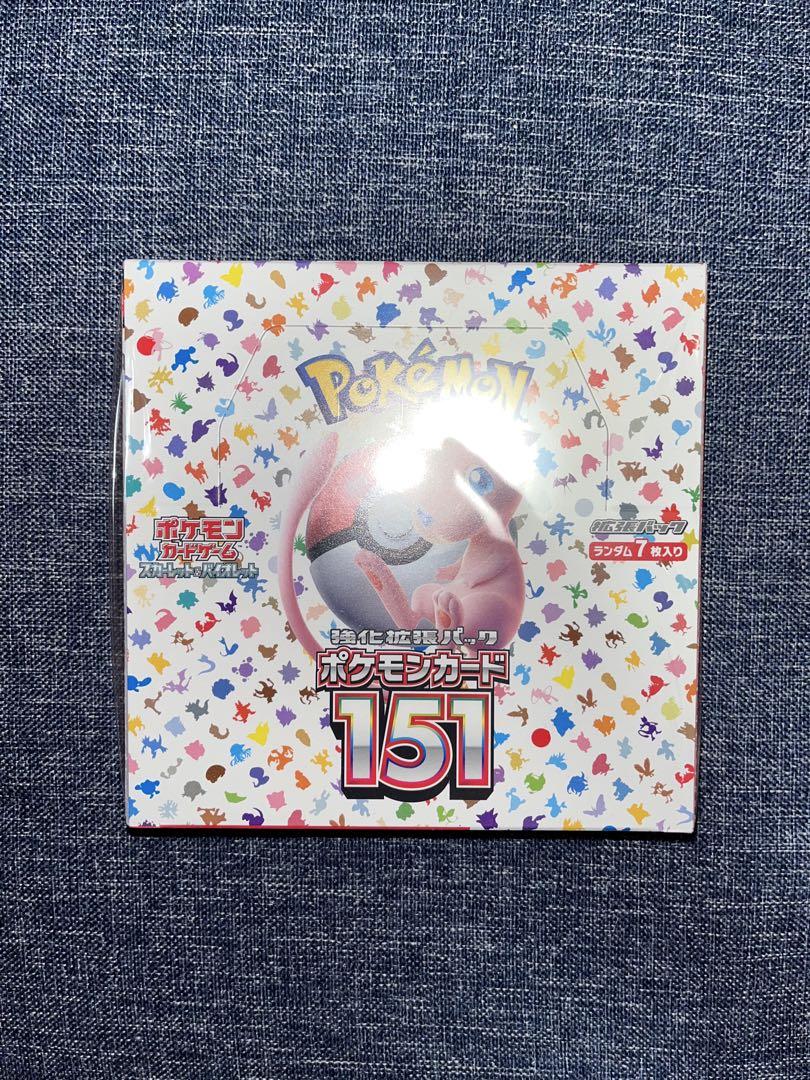 Pokémon
ポケモン
カードゲーム
スカーレット&バイオレット
拡張パック
ランダム7枚入り
強化拡張パック
ポケモンカード
151